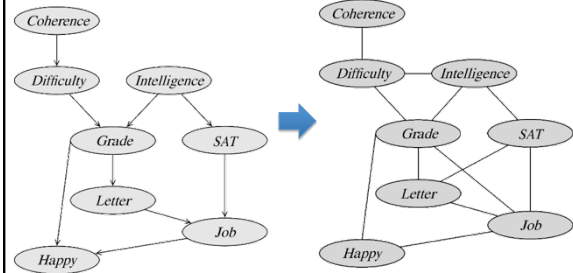 Coherence
Difficulty Intelligence
Grade SAT
Letter
Job
Happy
Coherence
Difficulty Intelligence
Grade SAT
Letter
Job
Happy